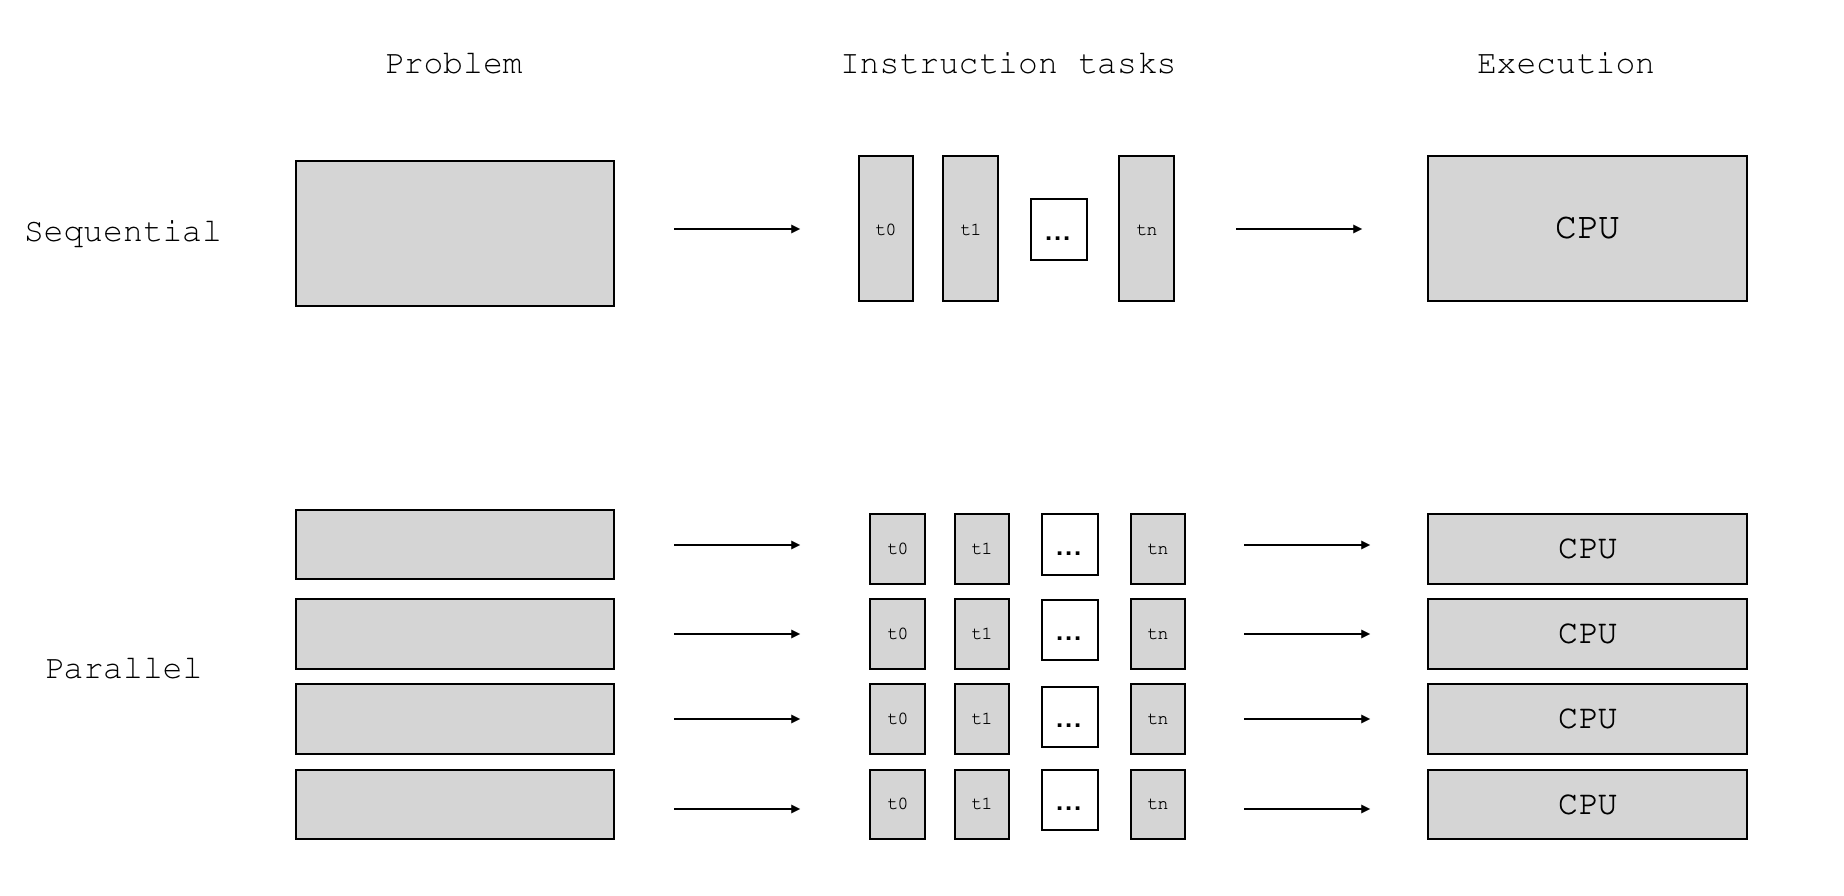 Problem Instruction tasks Execution
Sequential t0 t1 ... tn CPU
t0 t1 ... tn CPU
t0 t1 ... tn CPU
Parallel
t0 t1 ... tn CPU
t0 t1 ... tn CPU